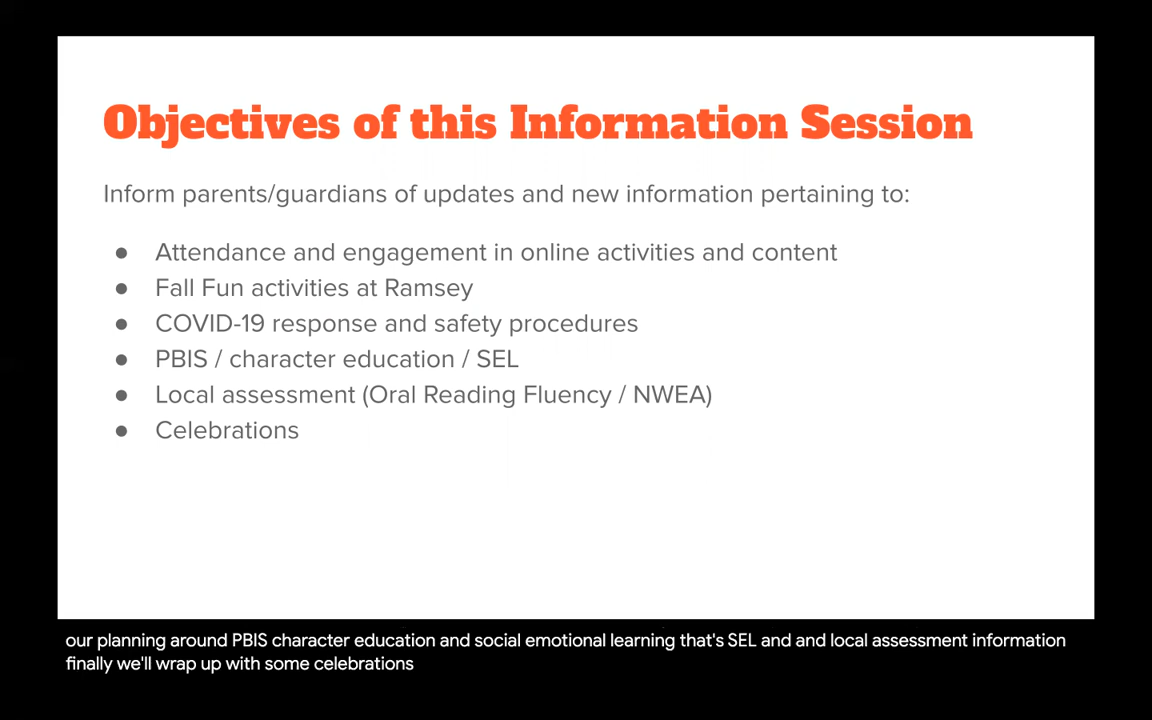 Objectives of this Information Session
Inform parents/guardians of updates and new information pertaining to:
● Attendance and engagement in online activities and content
● Fall Fun activities at Ramsey
● COVID-19 response and safety procedures
● PBIS / character education / SEL
● Local assessment (Oral Reading Fluency / NWEA)
● Celebrations
our planning around PBIS character education and social emotional learning that's SEL and and local assessment information
finally we'll wrap up with some celebrations